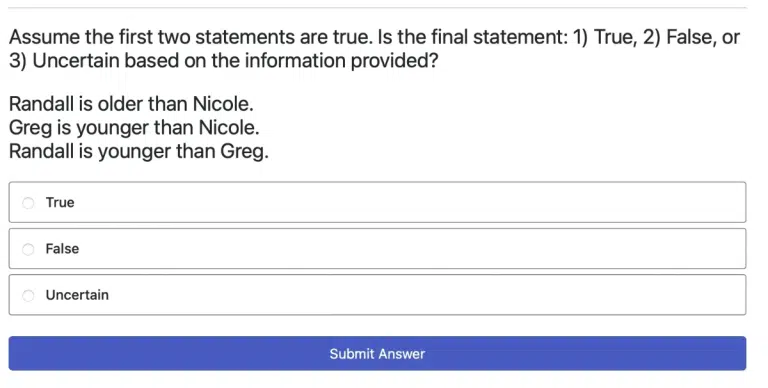 Assume the first two statements are true. Is the final statement: 1) True, 2) False, or
3) Uncertain based on the information provided?
Randall is older than Nicole.
Greg is younger than Nicole.
Randall is younger than Greg.
True
False
Uncertain
Submit Answer